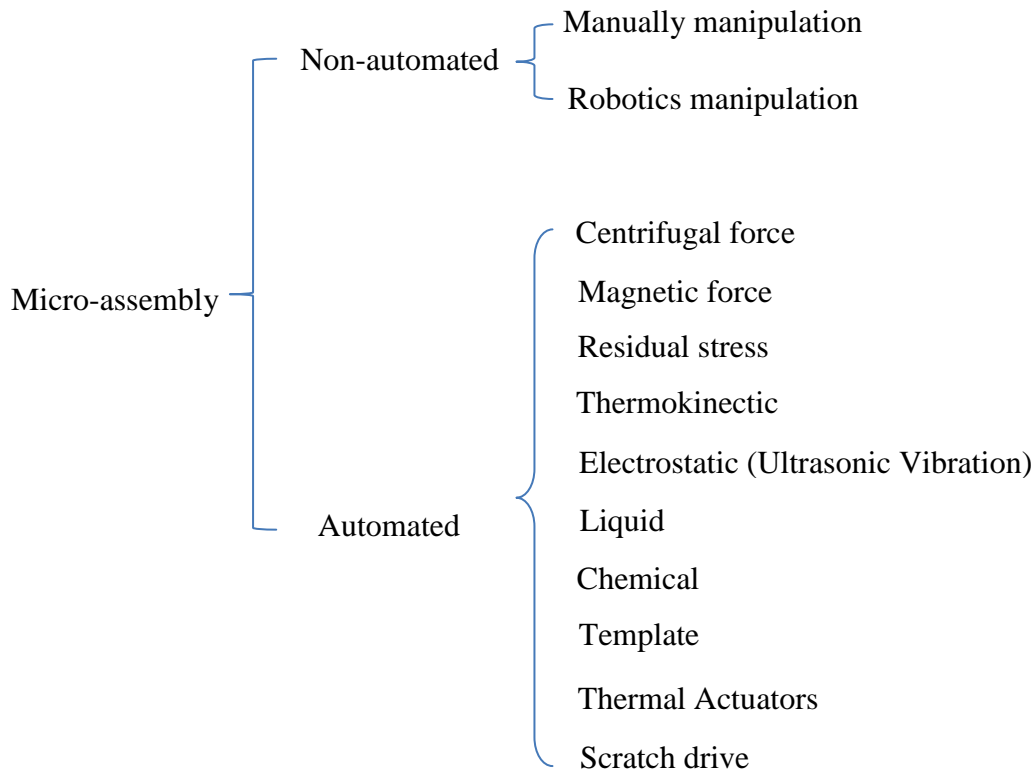 Manually manipulation
Non-automated
Robotics manipulation
Centrifugal force
Magnetic force
Micro-assembly
Residual stress
Thermokinectic
Electrostatic (Ultrasonic Vibration)
Automated
Liquid
Chemical
Template
Thermal Actuators
Scratch drive